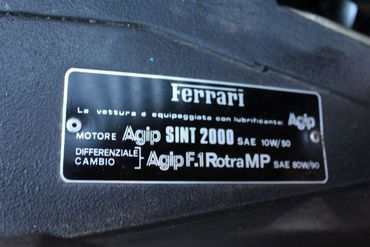 Ferrari
La vettura è equipaggiata con lubrificante: Agip
MOTORE Agip SINT 2000 SAE 10W/50
DIFFERENZIALE CAMBIO } Agip F.1 Rotra MP SAE 80W/90